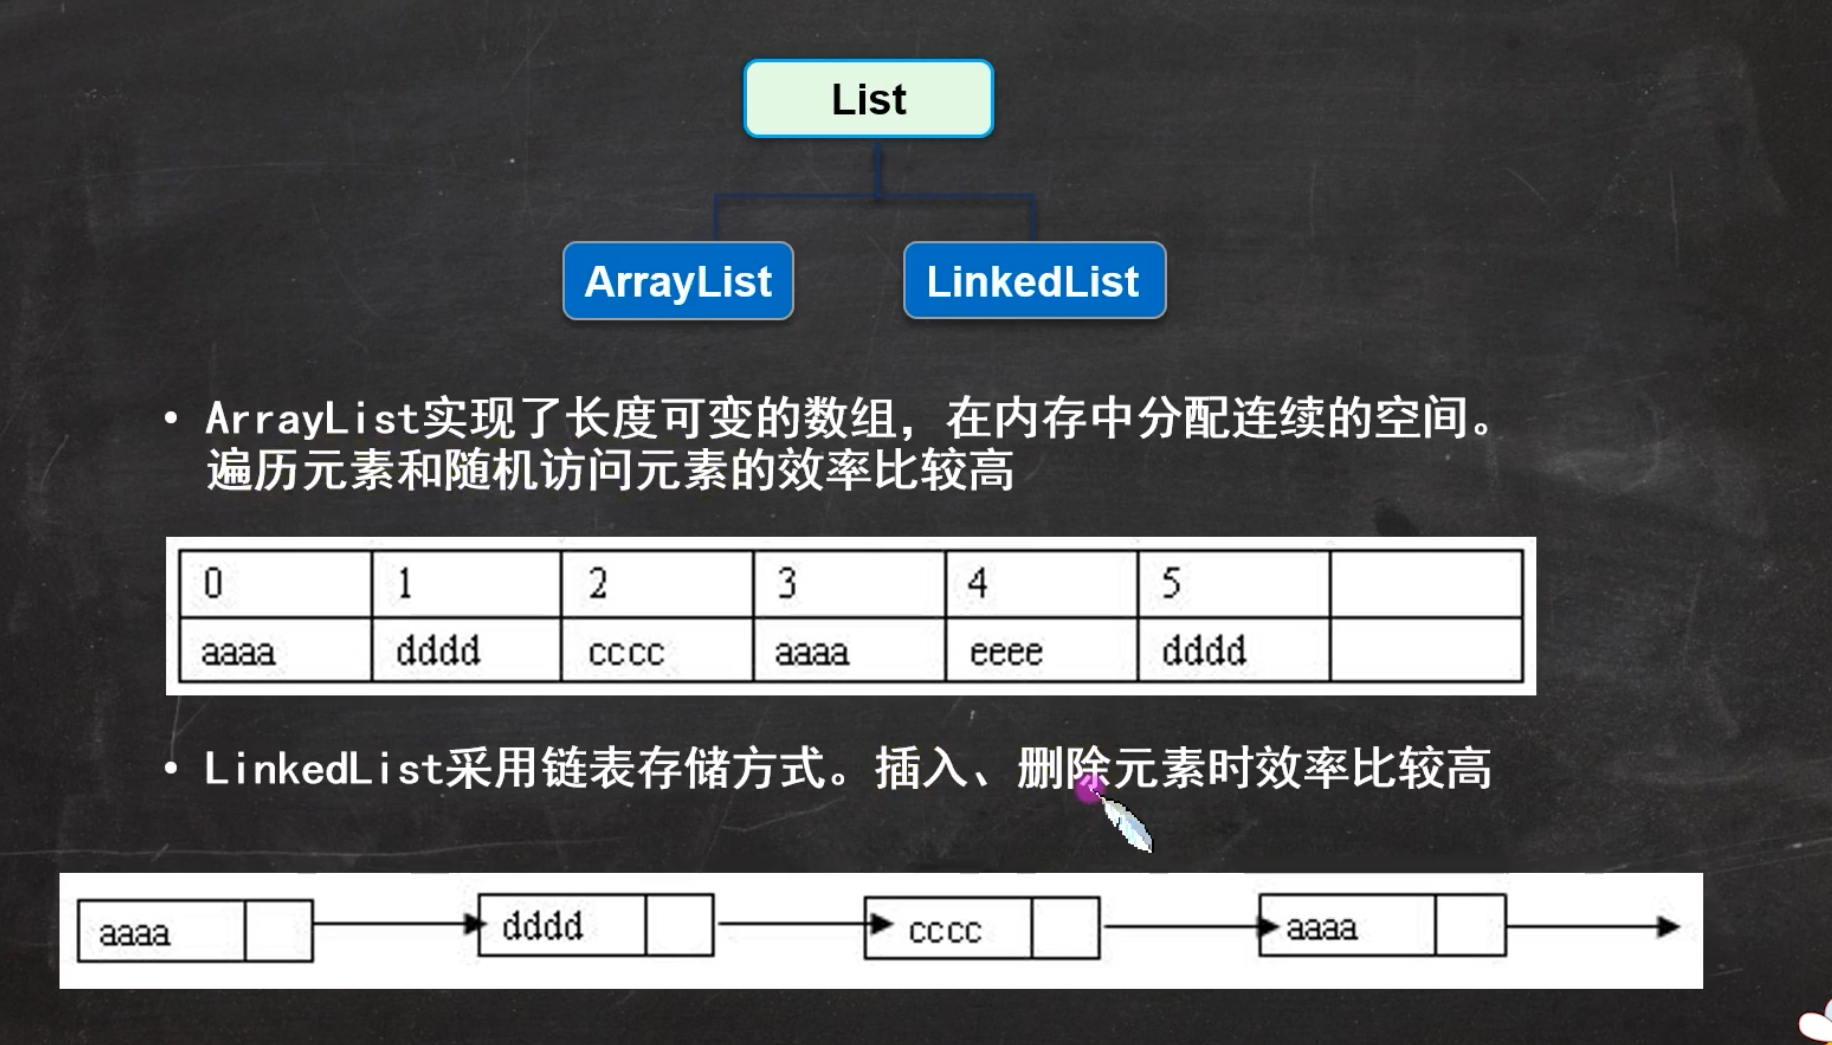 List
ArrayList LinkedList
• ArrayList实现了长度可变的数组，在内存中分配连续的空间。
遍历元素和随机访问元素的效率比较高
0 1 2 3 4 5
aaaa dddd cccc aaaa eeee dddd
• LinkedList采用链表存储方式。插入、删除元素时效率比较高
aaaa dddd cccc aaaa